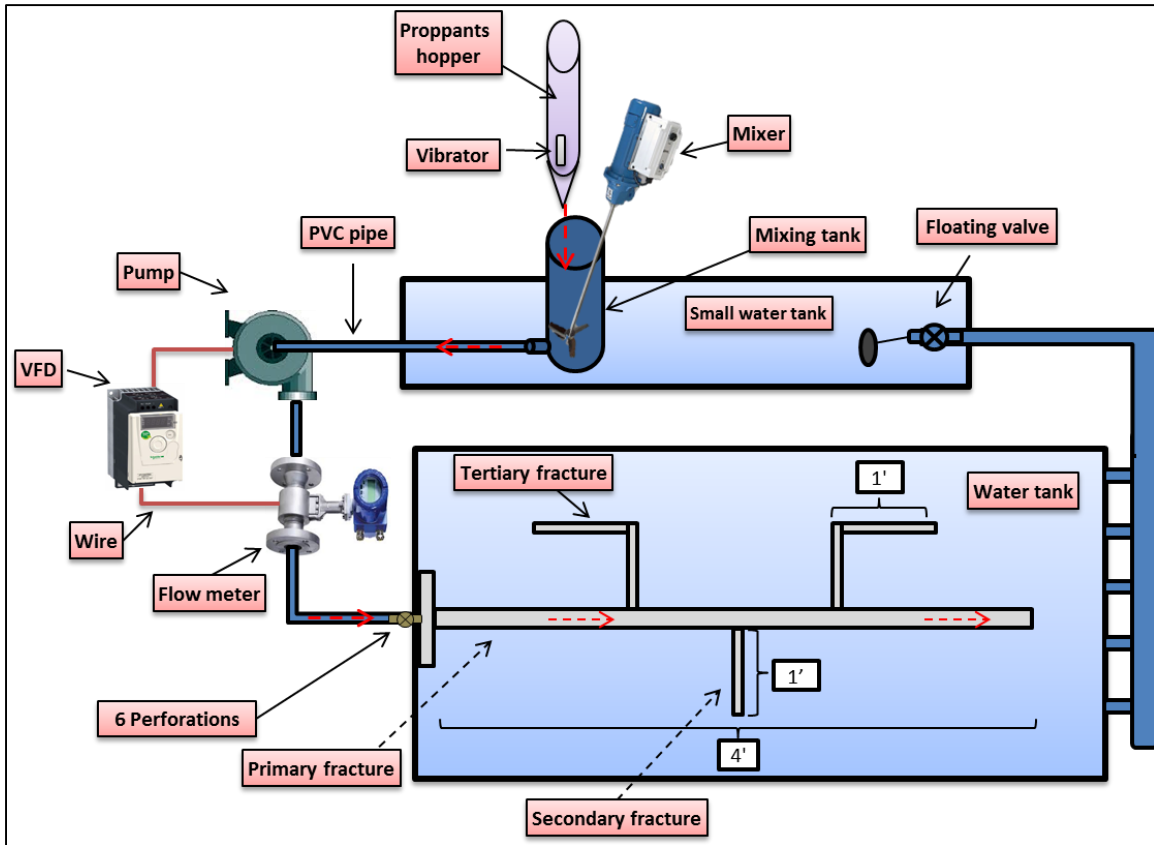 Proppants
hopper
Vibrator
Mixer
PVC pipe
Mixing tank
Floating valve
Pump
Small water tank
VFD
Tertiary fracture
1'
Water tank
Wire
Flow meter
1’
6 Perforations
4'
Primary fracture
Secondary fracture